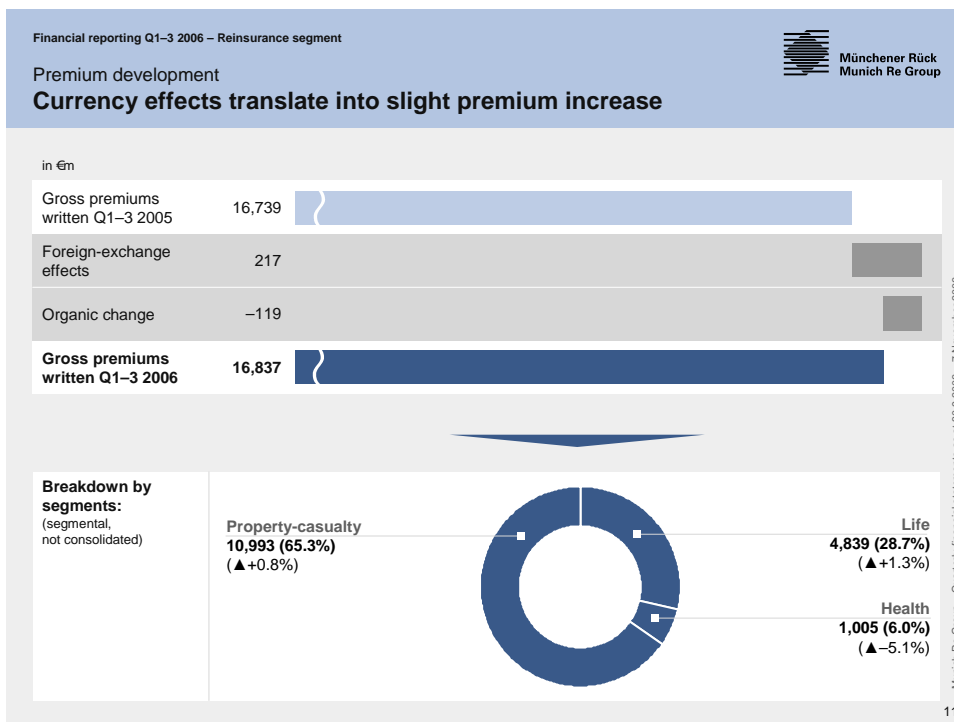 Financial reporting Q1–3 2006 – Reinsurance segment
Münchener Rück
Munich Re Group
Premium development
Currency effects translate into slight premium increase
in €m
Gross premiums
written Q1–3 2005
16,739
Foreign-exchange
effects
217
Organic change
–119
Gross premiums
written Q1–3 2006
16,837
Breakdown by
segments:
(segmental,
not consolidated)
Property-casualty
10,993 (65.3%)
(▲+0.8%)
Life
4,839 (28.7%)
(▲+1.3%)
Health
1,005 (6.0%)
(▲–5.1%)
11